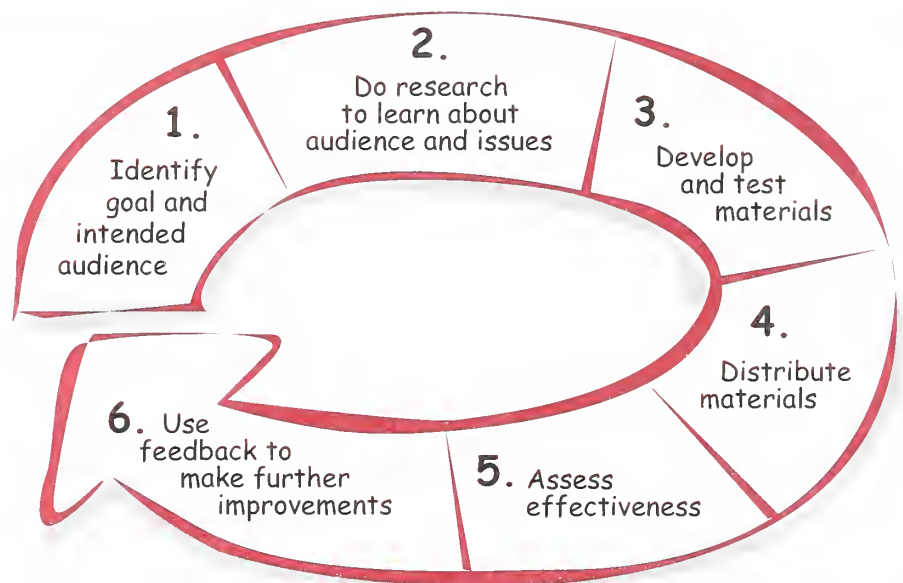 1.
Identify
goal and
intended
audience
2.
Do research
to learn about
audience and issues
3.
Develop
and test
materials
4.
Distribute
materials
5. Assess
effectiveness
6. Use
feedback to
make further
improvements